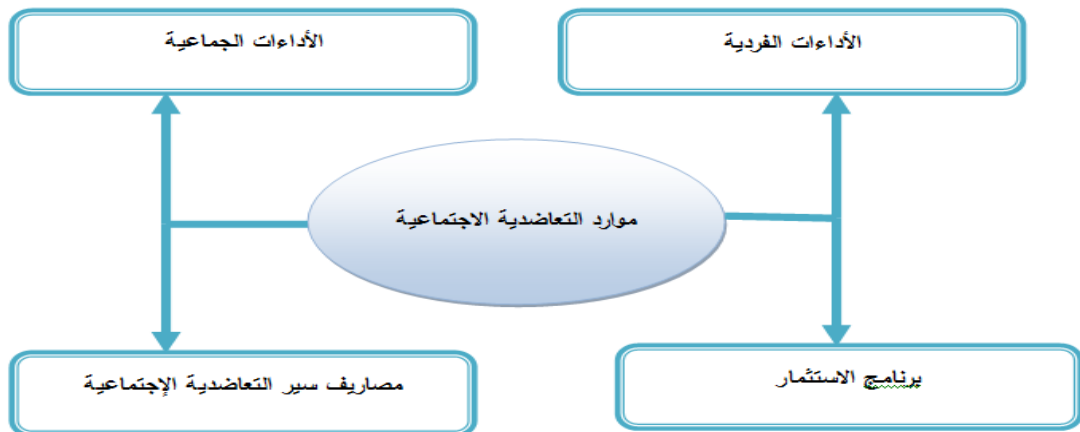 الأداءات الفردية
الأداءات الجماعية
موارد التعاضدية الاجتماعية
برنامج الاستثمار
مصاريف سير التعاضدية الإجتماعية